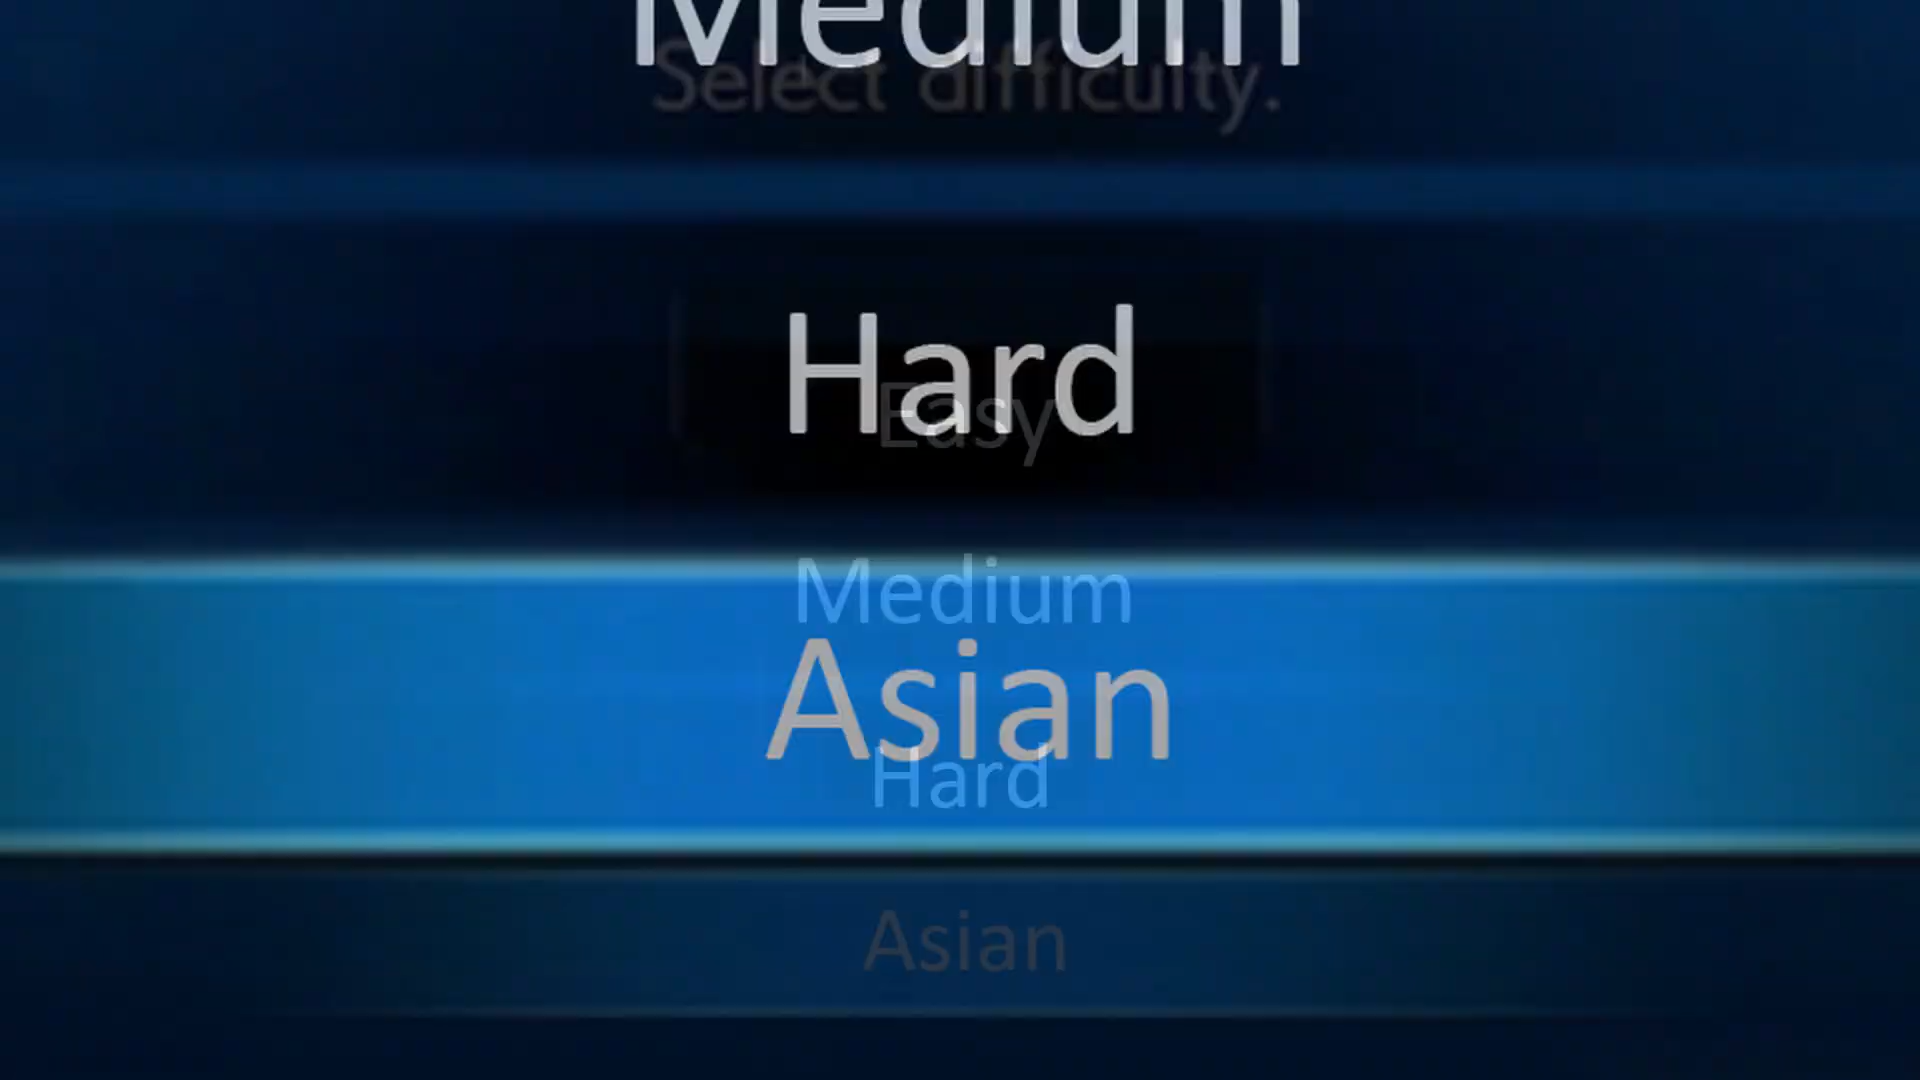 Medium
Select difficulty.
Hard
Easy
Medium
Asian
Hard
Asian